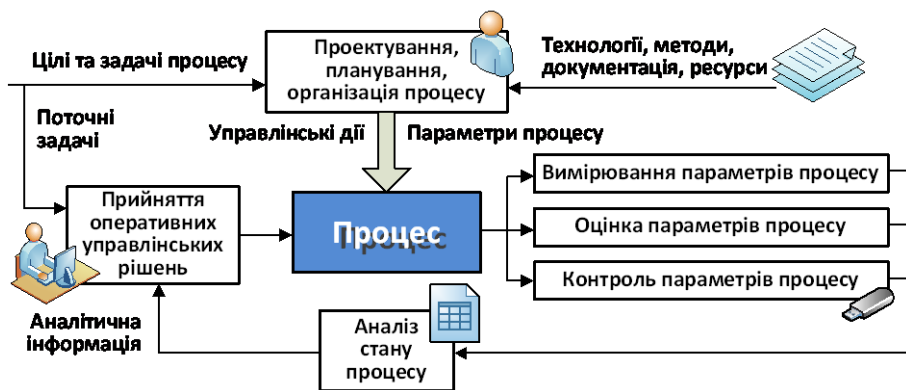 Проектування,
планування,
організація процесу
Цілі та задачі процесу
Технології, методи,
документація, ресурси
Поточні
задачі
Управлінські дії
Параметри процесу
Прийняття
оперативних
управлінських
рішень
Процес
Вимірювання параметрів процесу
Оцінка параметрів процесу
Контроль параметрів процесу
Аналітична
інформація
Аналіз
стану
процесу